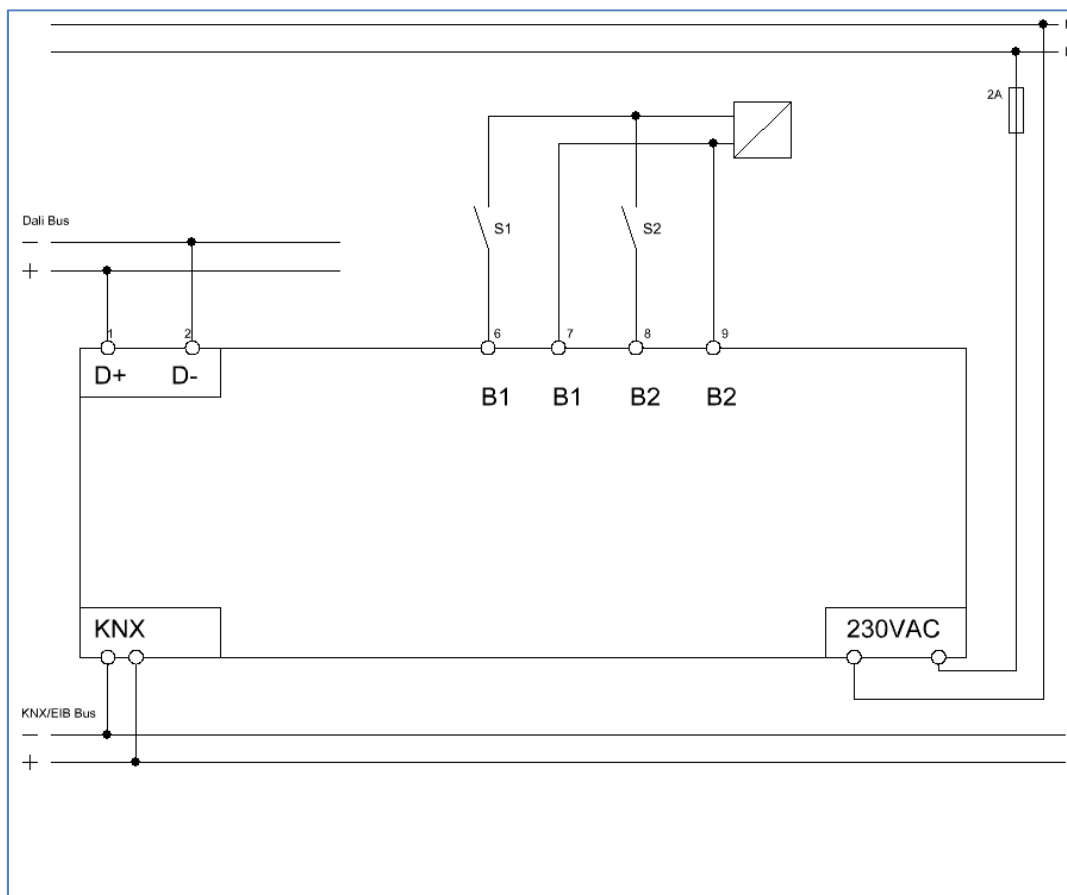 2A
Dali Bus
−
+
S1
S2
1
2
6
7
8
9
D+
D-
B1
B1
B2
B2
KNX
230VAC
KNX/EIB Bus
−
+